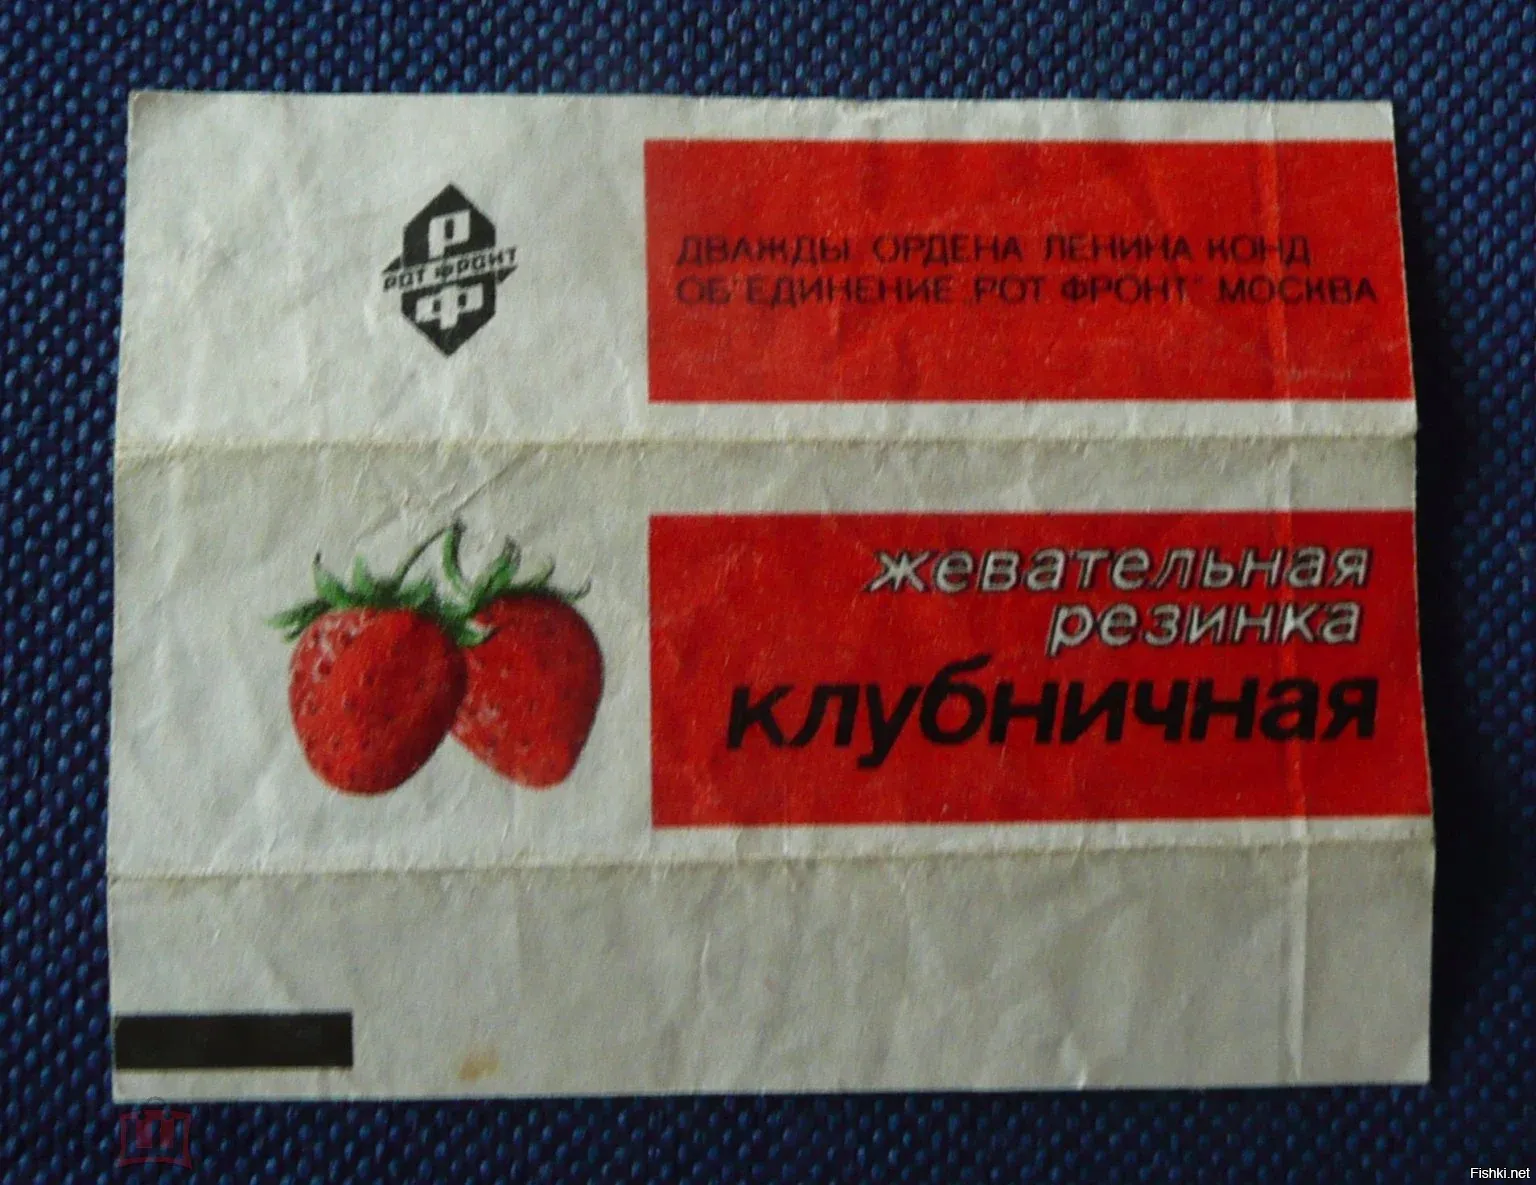 Р
РОТ ФРОНТ
Ф
ДВАЖДЫ ОРДЕНА ЛЕНИНА КОНД
ОБ"ЕДИНЕНИЕ „РОТ ФРОНТ" МОСКВА
жевательная
резинка
клубничная
Fishki.net